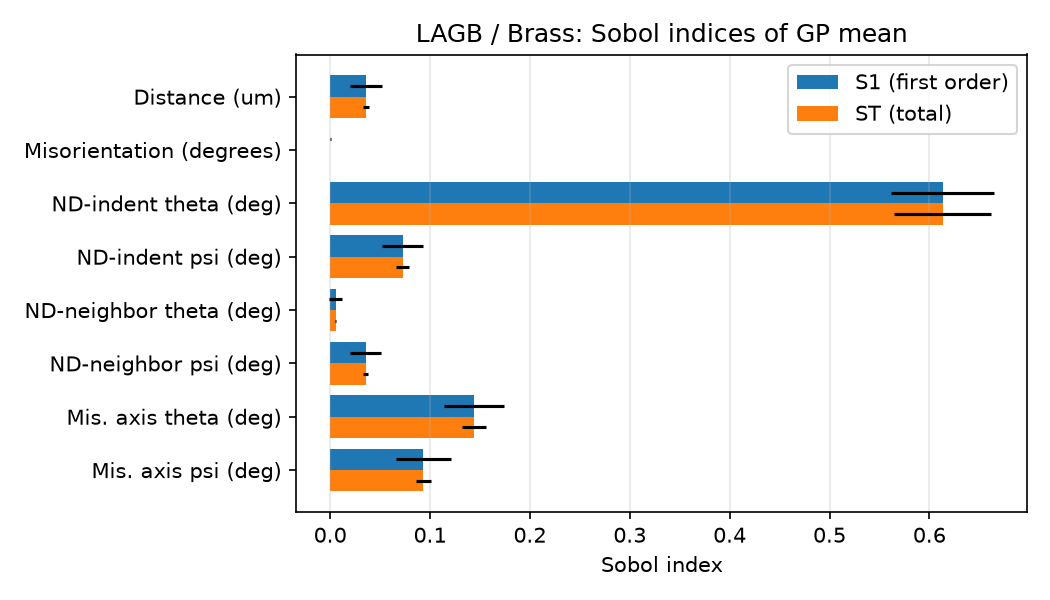 LAGB / Brass: Sobol indices of GP mean
S1 (first order)
ST (total)
Distance (um)
Misorientation (degrees)
ND-indent theta (deg)
ND-indent psi (deg)
ND-neighbor theta (deg)
ND-neighbor psi (deg)
Mis. axis theta (deg)
Mis. axis psi (deg)
0.0 0.1 0.2 0.3 0.4 0.5 0.6
Sobol index